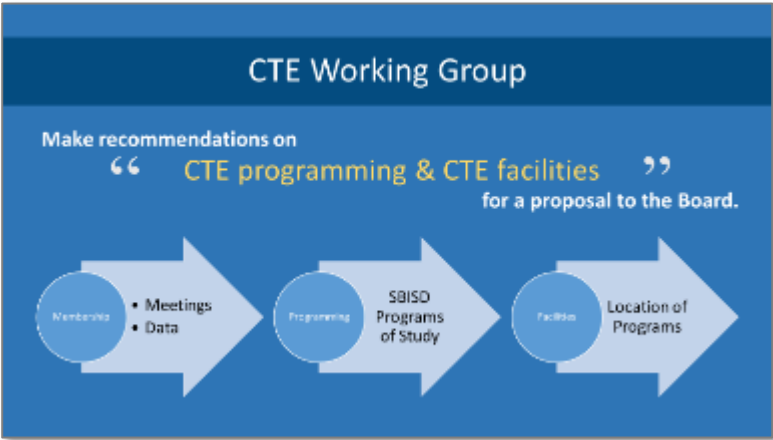 CTE Working Group
Make recommendations on
“ CTE programming & CTE facilities ”
for a proposal to the Board.
Membership
• Meetings
• Data
Programming
SBISD
Programs
of Study
Facilities
Location of
Programs